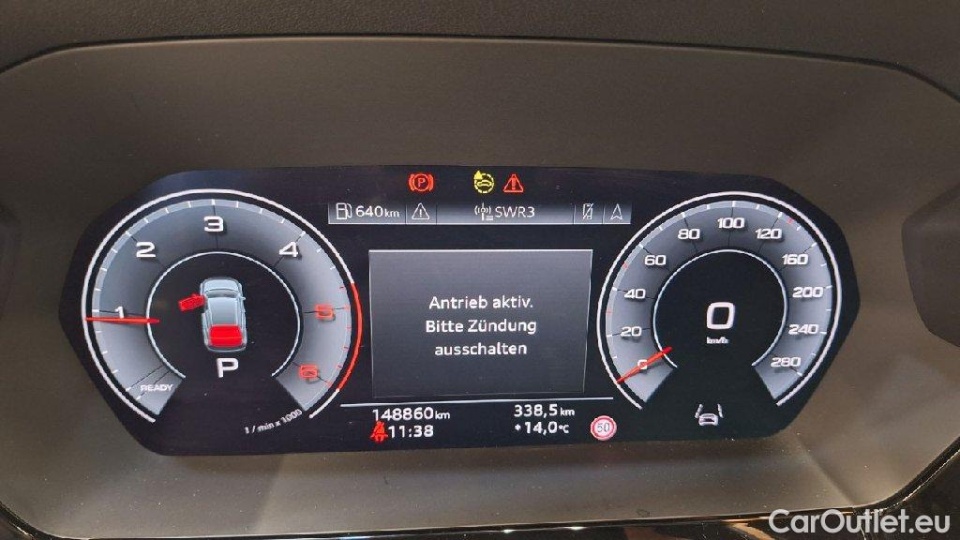 P
640km SWR3
3
2 4
1 5
6
READY
P
1 / min x 1000
Antrieb aktiv.
Bitte Zündung
ausschalten
0 20 40 60 80 100 120 160 200 240 280
0
km/h
148860km 338,5km
11:38 *14,0°C 60
CarOutlet.eu